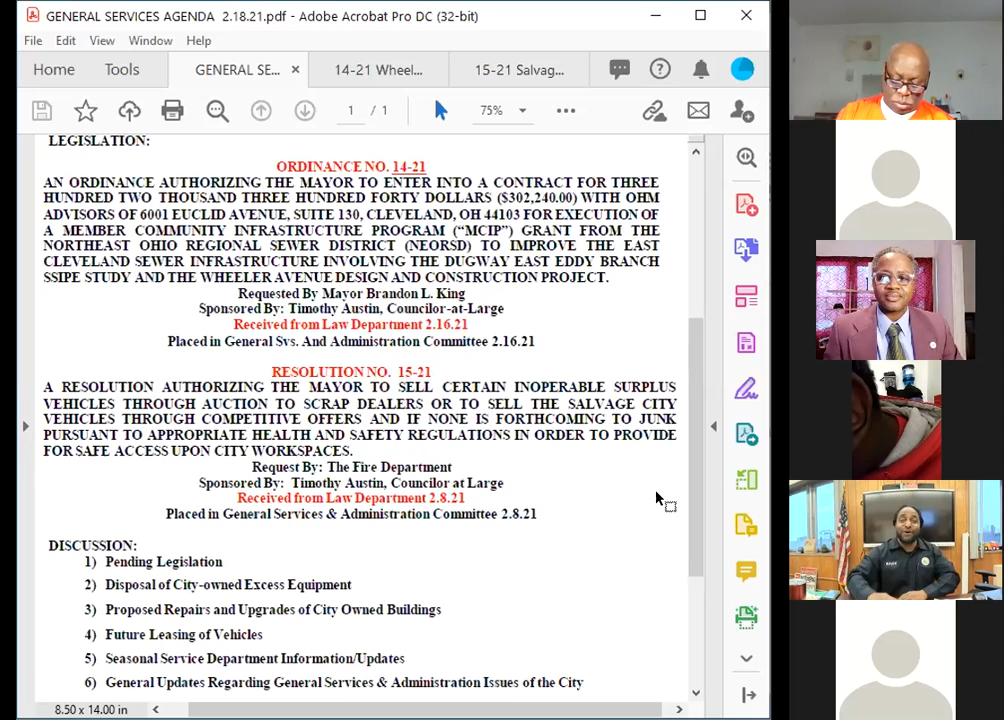 GENERAL SERVICES AGENDA 2.18.21.pdf - Adobe Acrobat Pro DC (32-bit)
File Edit View Window Help
Home Tools GENERAL SE... × 14-21 Wheel... 15-21 Salvag...
1 / 1 75%
LEGISLATION:
ORDINANCE NO. 14-21
AN ORDINANCE AUTHORIZING THE MAYOR TO ENTER INTO A CONTRACT FOR THREE
HUNDRED TWO THOUSAND THREE HUNDRED FORTY DOLLARS ($302,240.00) WITH OHM
ADVISORS OF 6001 EUCLID AVENUE, SUITE 130, CLEVELAND, OH 44103 FOR EXECUTION OF
A MEMBER COMMUNITY INFRASTRUCTURE PROGRAM (“MCIP”) GRANT FROM THE
NORTHEAST OHIO REGIONAL SEWER DISTRICT (NEORSD) TO IMPROVE THE EAST
CLEVELAND SEWER INFRASTRUCTURE INVOLVING THE DUGWAY EAST EDDY BRANCH
SSIPE STUDY AND THE WHEELER AVENUE DESIGN AND CONSTRUCTION PROJECT.
Requested By Mayor Brandon L. King
Sponsored By: Timothy Austin, Councilor-at-Large
Received from Law Department 2.16.21
Placed in General Svs. And Administration Committee 2.16.21
RESOLUTION NO. 15-21
A RESOLUTION AUTHORIZING THE MAYOR TO SELL CERTAIN INOPERABLE SURPLUS
VEHICLES THROUGH AUCTION TO SCRAP DEALERS OR TO SELL THE SALVAGE CITY
VEHICLES THROUGH COMPETITIVE OFFERS AND IF NONE IS FORTHCOMING TO JUNK
PURSUANT TO APPROPRIATE HEALTH AND SAFETY REGULATIONS IN ORDER TO PROVIDE
FOR SAFE ACCESS UPON CITY WORKSPACES.
Request By: The Fire Department
Sponsored By: Timothy Austin, Councilor at Large
Received from Law Department 2.8.21
Placed in General Services & Administration Committee 2.8.21
DISCUSSION:
1) Pending Legislation
2) Disposal of City-owned Excess Equipment
3) Proposed Repairs and Upgrades of City Owned Buildings
4) Future Leasing of Vehicles
5) Seasonal Service Department Information/Updates
6) General Updates Regarding General Services & Administration Issues of the City
8.50 x 14.00 in